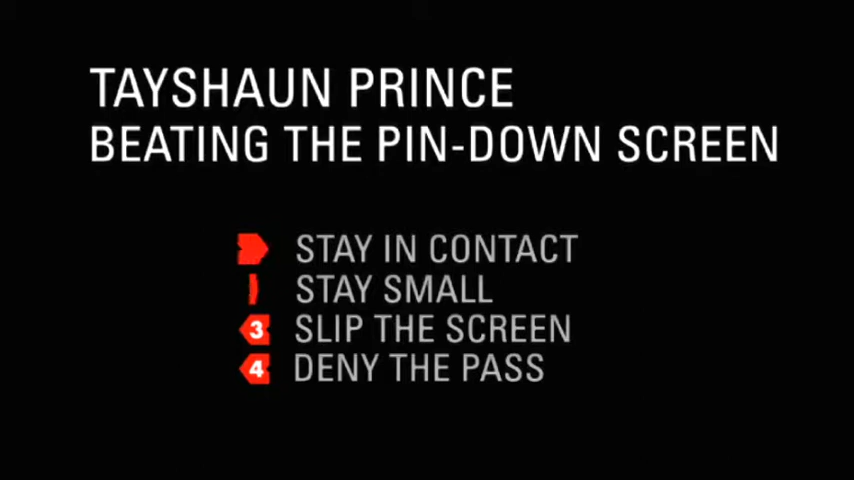 TAYSHAUN PRINCE
BEATING THE PIN-DOWN SCREEN
STAY IN CONTACT
STAY SMALL
3 SLIP THE SCREEN
4 DENY THE PASS